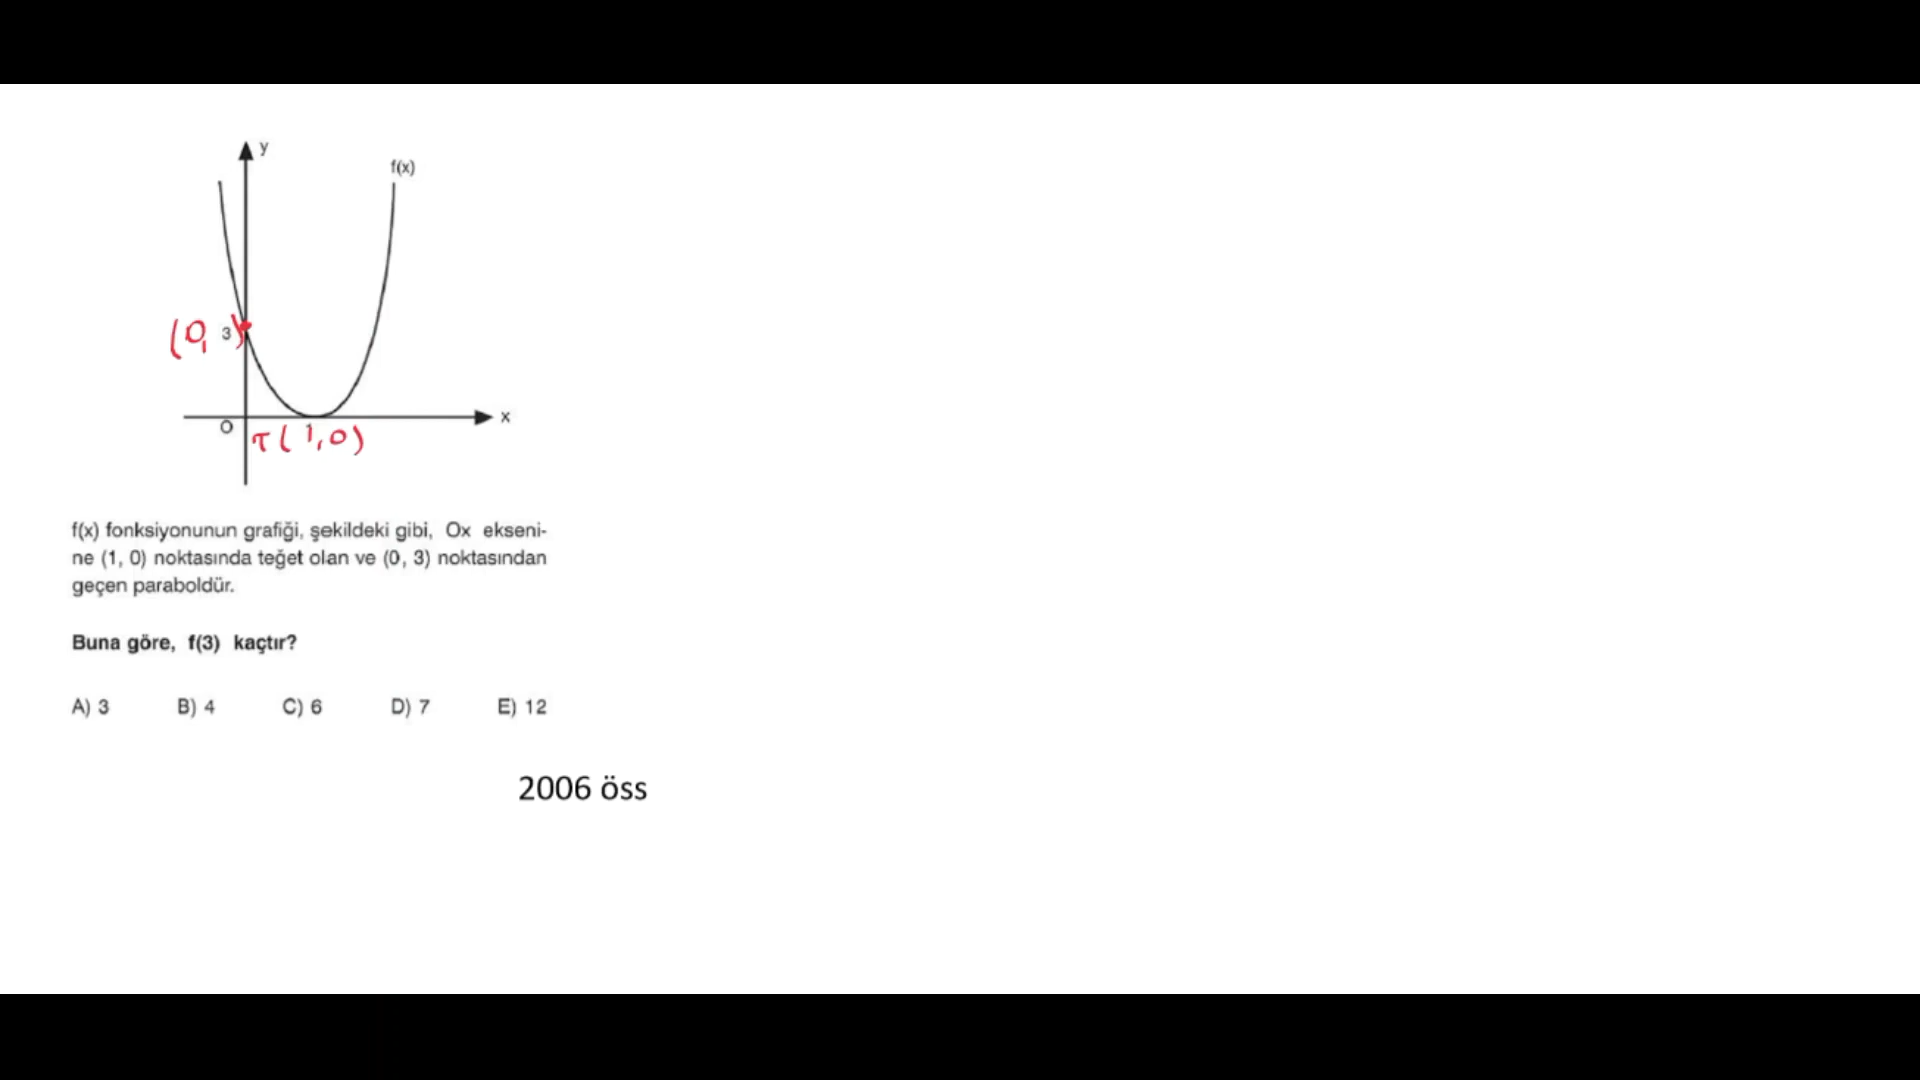 y
f(x)
(0, 3)
x
O
T(1,0)
f(x) fonksiyonunun grafiği, şekildeki gibi, Ox ekseni-
ne (1, 0) noktasında teğet olan ve (0, 3) noktasından
geçen paraboldür.
Buna göre, f(3) kaçtır?
A) 3 B) 4 C) 6 D) 7 E) 12
2006 öss